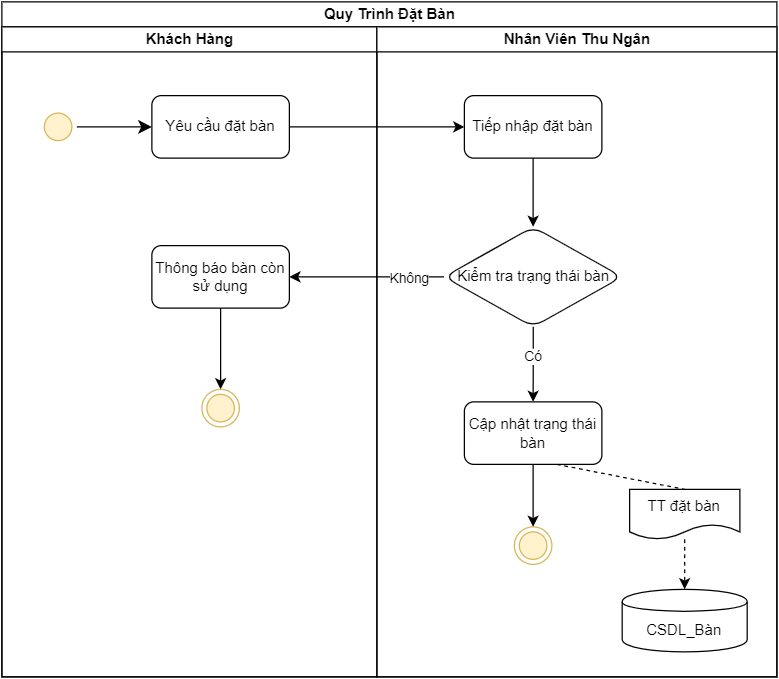 Quy Trình Đặt Bàn
Khách Hàng
Nhân Viên Thu Ngân
Yêu cầu đặt bàn
Tiếp nhập đặt bàn
Thông báo bàn còn
sử dụng
Không
Kiểm tra trạng thái bàn
Có
Cập nhật trạng thái
bàn
TT đặt bàn
CSDL_Bàn